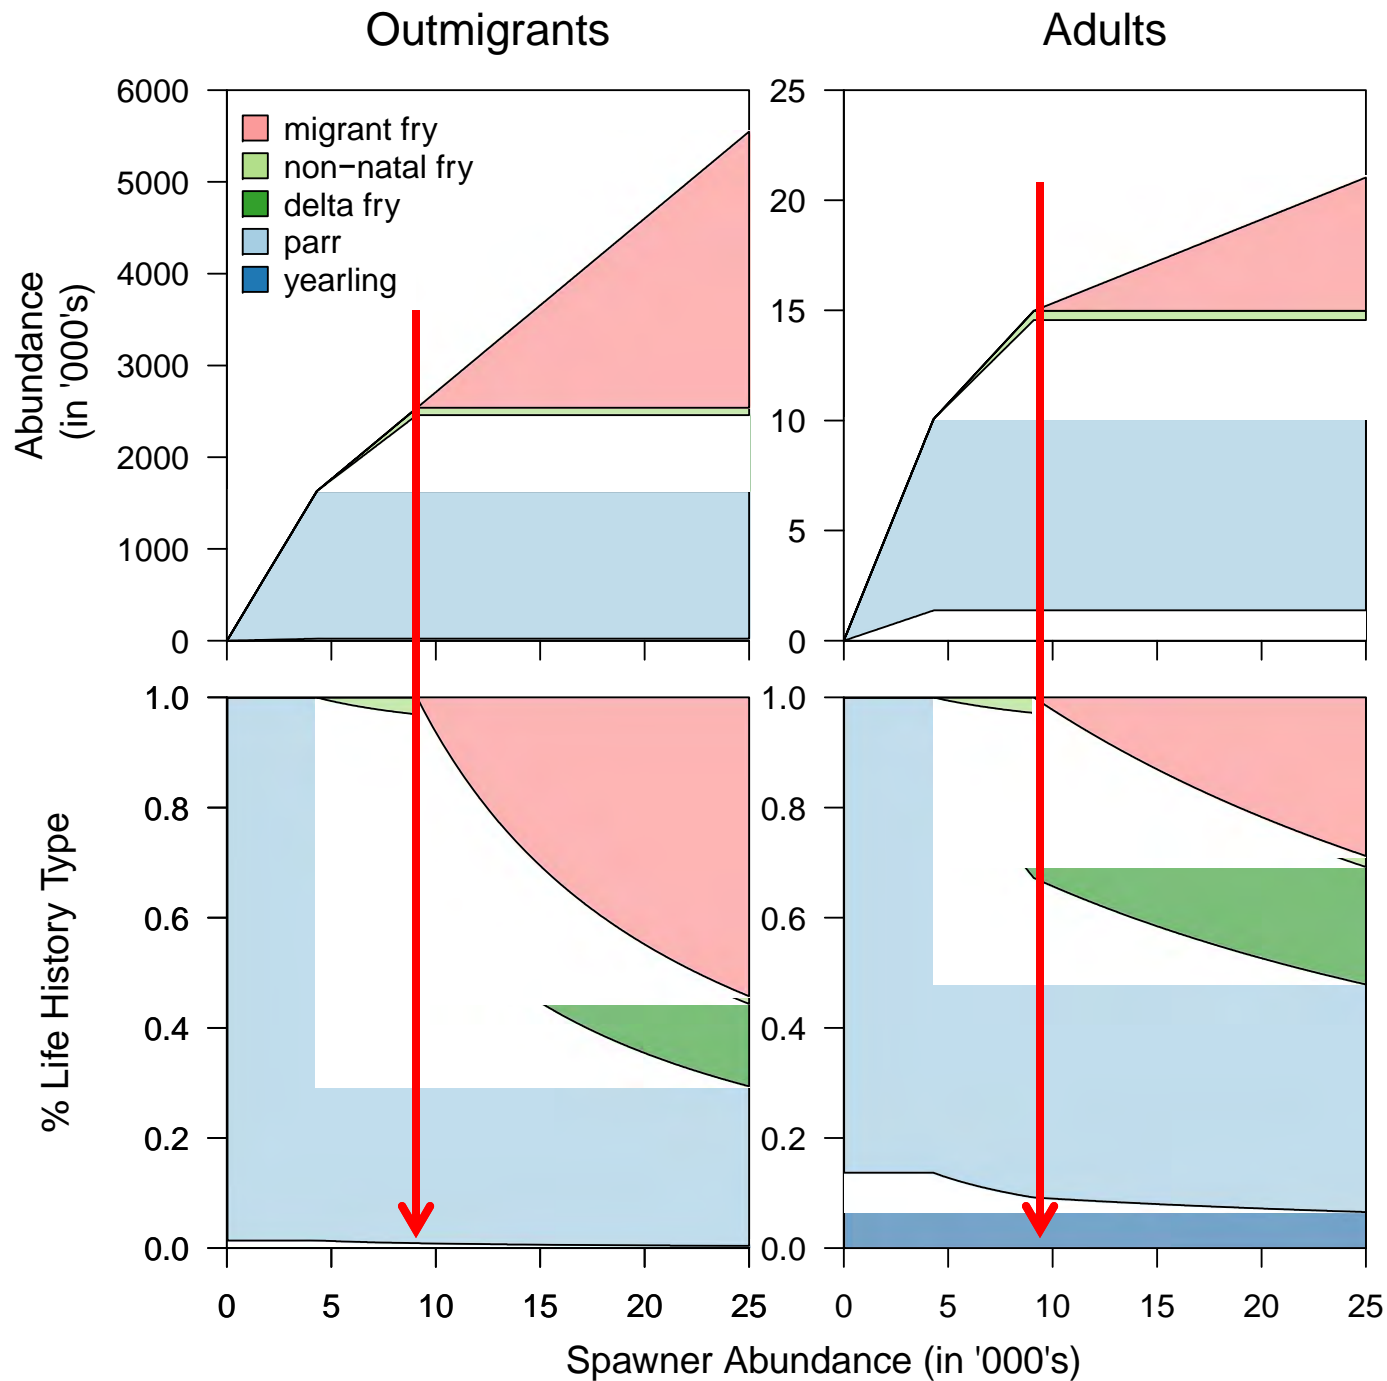 Outmigrants
Adults
Abundance
(in '000's)
6000
5000
4000
3000
2000
1000
0
migrant fry
non−natal fry
delta fry
parr
yearling
25
20
15
10
5
0
% Life History Type
1.0
0.8
0.6
0.4
0.2
0.0
1.0
0.8
0.6
0.4
0.2
0.0
0 5 10 15 20 25
0 5 10 15 20 25
Spawner Abundance (in '000's)